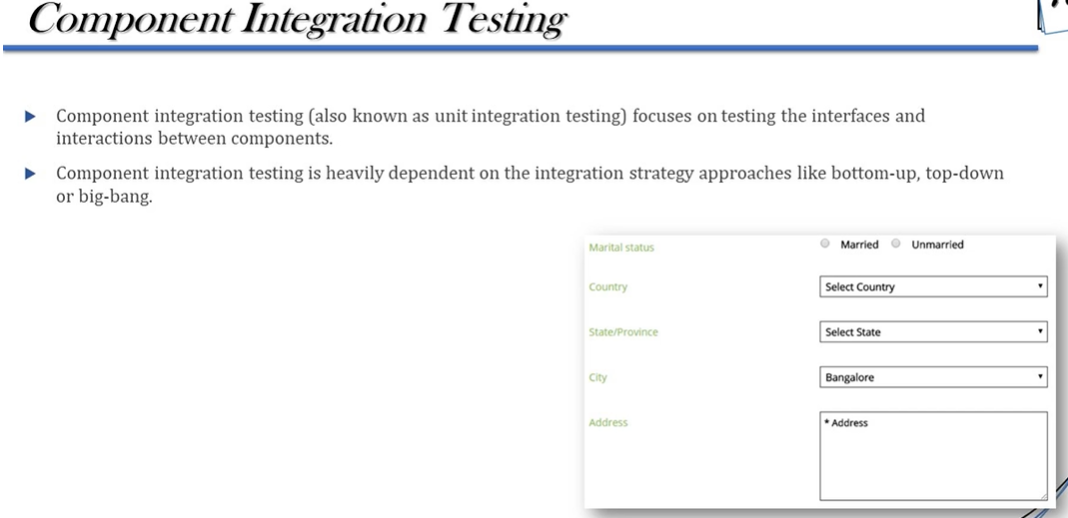 Component Integration Testing
Component integration testing (also known as unit integration testing) focuses on testing the interfaces and
interactions between components.
Component integration testing is heavily dependent on the integration strategy approaches like bottom-up, top-down
or big-bang.
Marital status Married Unmarried
Country Select Country
State/Province Select State
City Bangalore
Address * Address